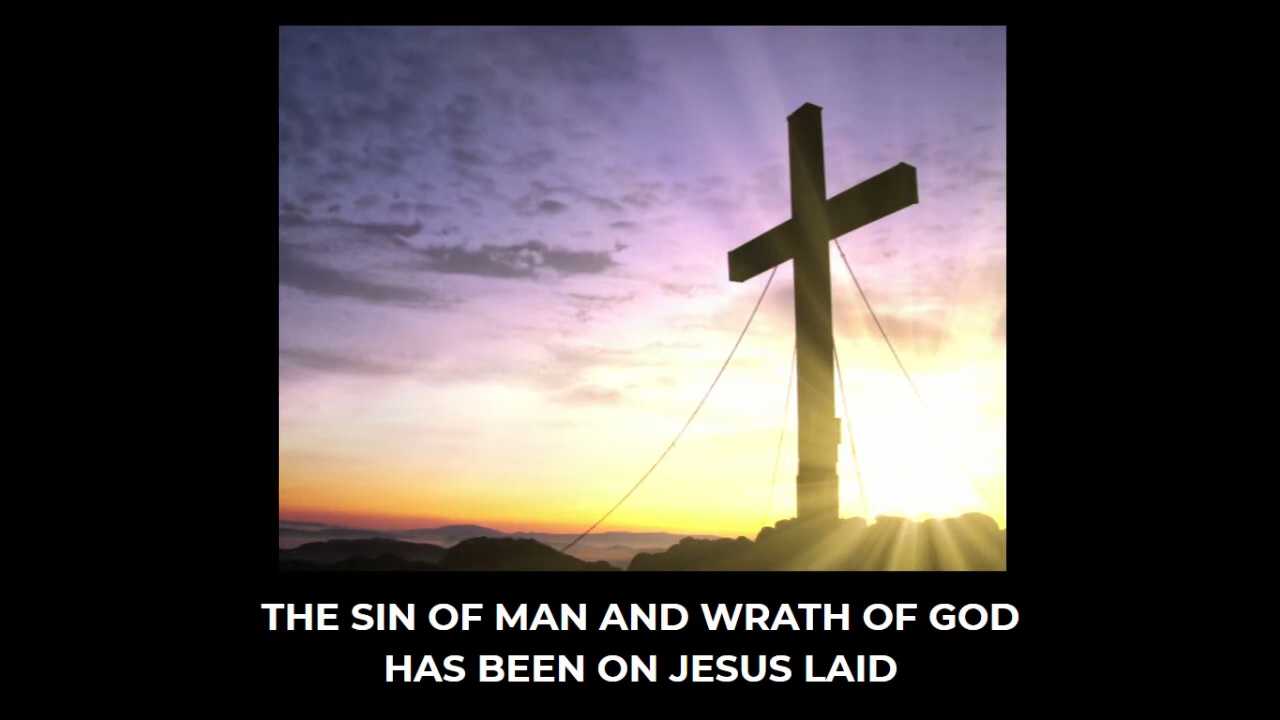 THE SIN OF MAN AND WRATH OF GOD
HAS BEEN ON JESUS LAID